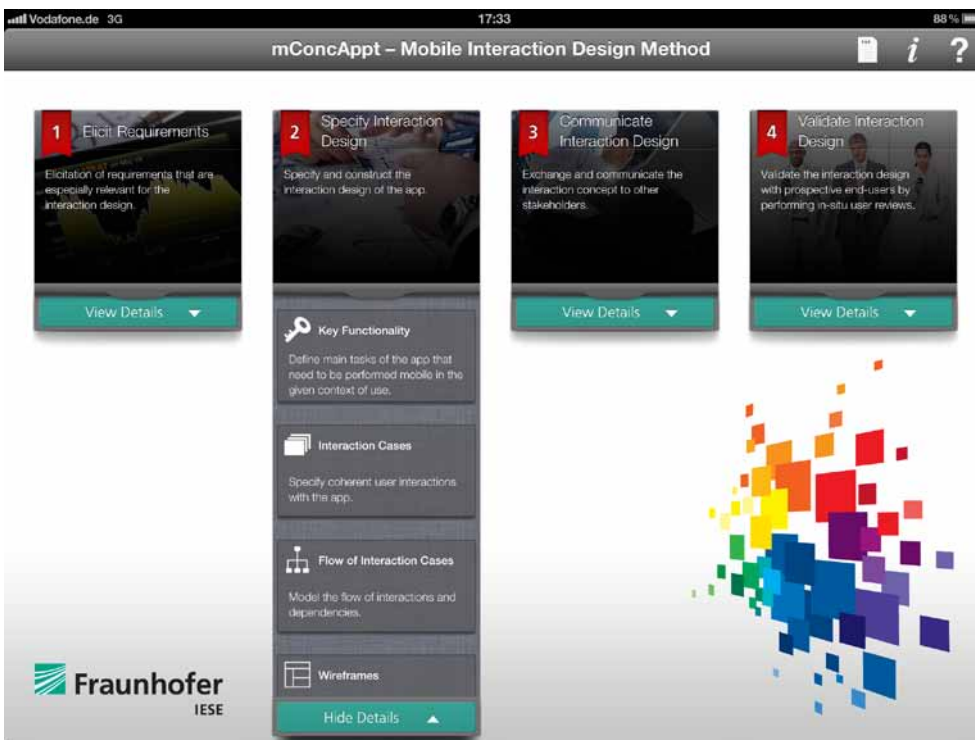 Vodafone.de 3G
17:33
88%
mConcAppt – Mobile Interaction Design Method
i
?
1
Elicit Requirements
Elicitation of requirements that are
especially relevant for the
interaction design.
View Details
2
Specify Interaction
Design
Specify and construct the
interaction design of the app.
Key Functionality
Define main tasks of the app that
need to be performed mobile in the
given context of use.
Interaction Cases
Specify coherent user interactions
with the app.
Flow of Interaction Cases
Model the flow of interactions and
dependencies.
Wireframes
Hide Details
3
Communicate
Interaction Design
Exchange and communicate the
interaction concept to other
stakeholders.
View Details
4
Validate Interaction
Design
Validate the interaction design
with prospective end-users by
performing in-situ user reviews.
View Details
Fraunhofer
IESE